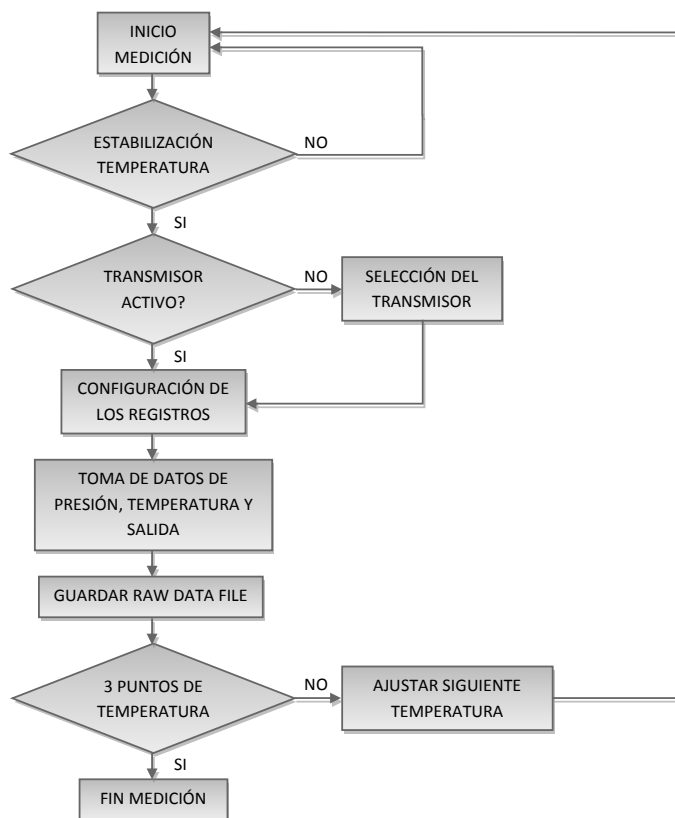 INICIO
MEDICIÓN
ESTABILIZACIÓN
TEMPERATURA
NO
SI
TRANSMISOR
ACTIVO?
NO
SELECCIÓN DEL
TRANSMISOR
SI
CONFIGURACIÓN DE
LOS REGISTROS
TOMA DE DATOS DE
PRESIÓN, TEMPERATURA Y
SALIDA
GUARDAR RAW DATA FILE
3 PUNTOS DE
TEMPERATURA
NO
AJUSTAR SIGUIENTE
TEMPERATURA
SI
FIN MEDICIÓN